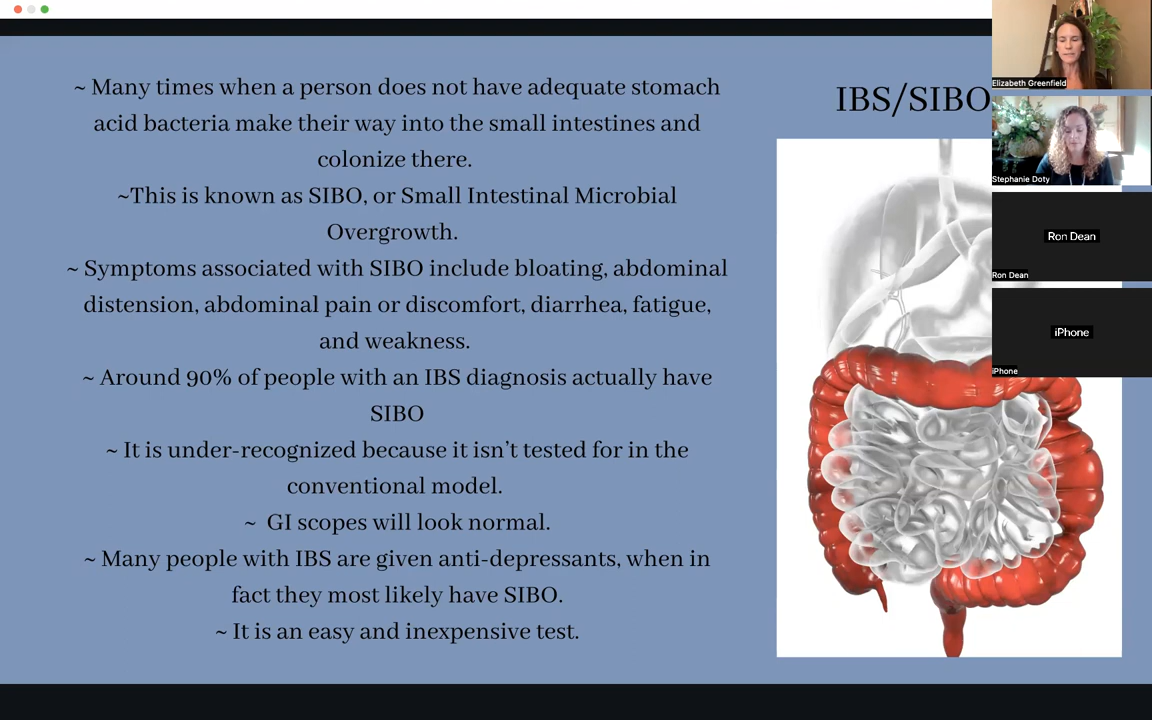 ~ Many times when a person does not have adequate stomach
acid bacteria make their way into the small intestines and
colonize there.
~This is known as SIBO, or Small Intestinal Microbial
Overgrowth.
~ Symptoms associated with SIBO include bloating, abdominal
distension, abdominal pain or discomfort, diarrhea, fatigue,
and weakness.
~ Around 90% of people with an IBS diagnosis actually have
SIBO
~ It is under-recognized because it isn't tested for in the
conventional model.
~ GI scopes will look normal.
~ Many people with IBS are given anti-depressants, when in
fact they most likely have SIBO.
~ It is an easy and inexpensive test.
IBS/SIBO
Elizabeth Greenfield
Stephanie Doty
Ron Dean
Ron Dean
iPhone
iPhone